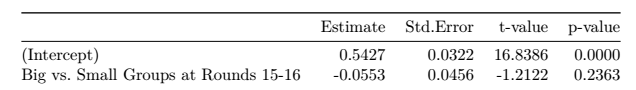 Estimate Std.Error t-value p-value
(Intercept) 0.5427 0.0322 16.8386 0.0000
Big vs. Small Groups at Rounds 15-16 -0.0553 0.0456 -1.2122 0.2363